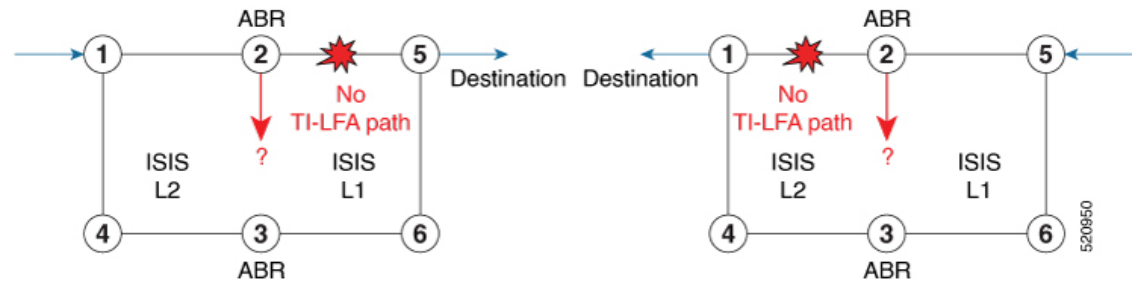 ABR
1
2
5
Destination
No
TI-LFA path
?
ISIS
L2
ISIS
L1
4
3
6
ABR
ABR
1
2
5
Destination
No
TI-LFA path
?
ISIS
L2
ISIS
L1
4
3
6
ABR
520950